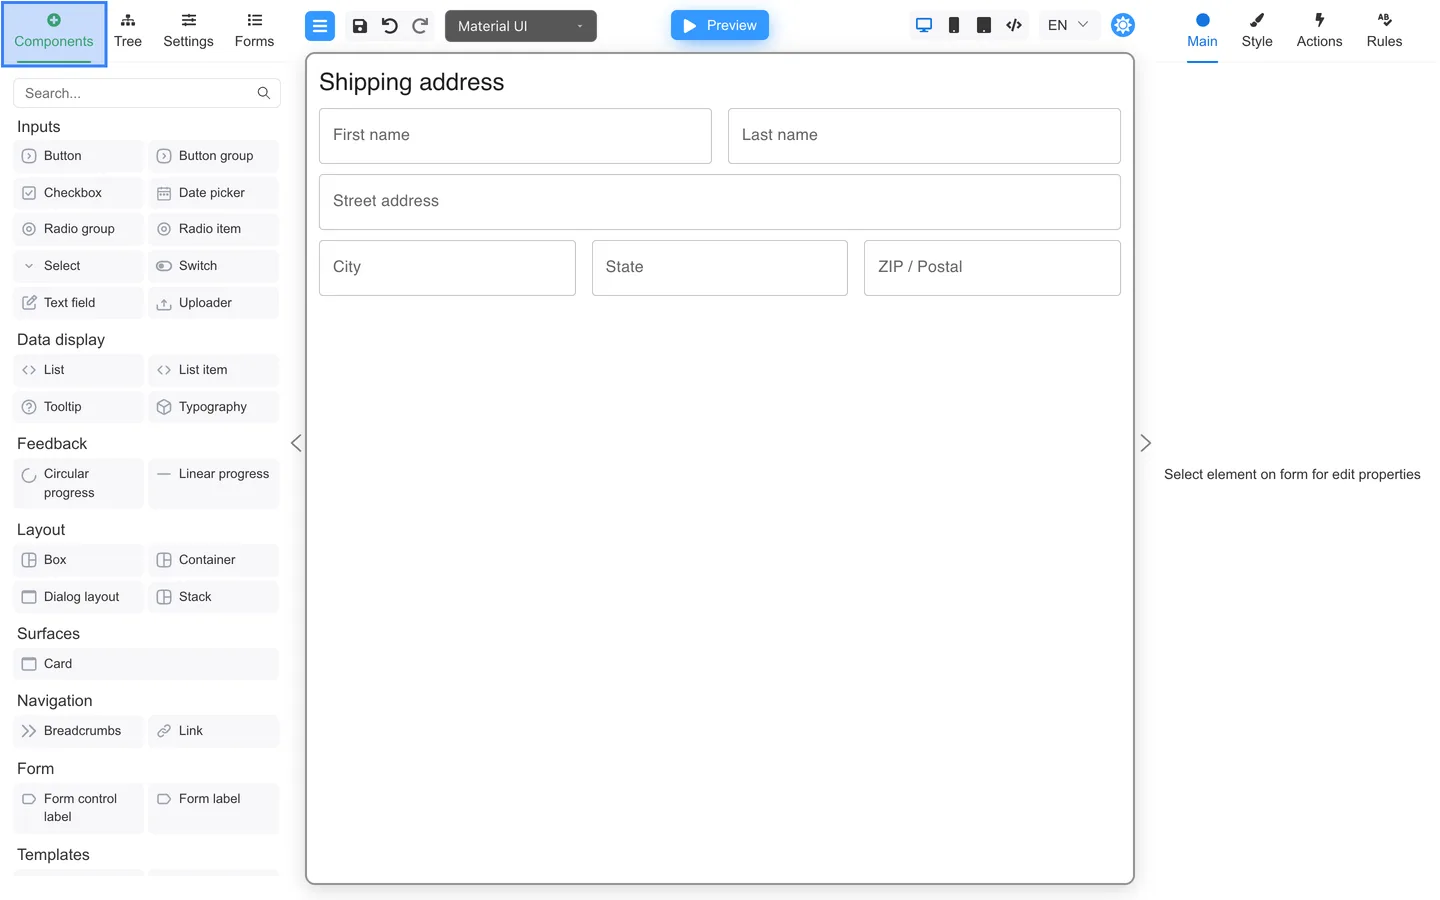 Components
Tree
Settings
Forms
Material UI
Preview
EN
Main
Style
Actions
AB
Rules
Search...
Inputs
Button
Button group
Checkbox
Date picker
Radio group
Radio item
Select
Switch
Text field
Uploader
Data display
List
List item
Tooltip
Typography
Feedback
Circular
progress
Linear progress
Layout
Box
Container
Dialog layout
Stack
Surfaces
Card
Navigation
Breadcrumbs
Link
Form
Form control
label
Form label
Templates
Shipping address
First name
Last name
Street address
City
State
ZIP / Postal
Select element on form for edit properties